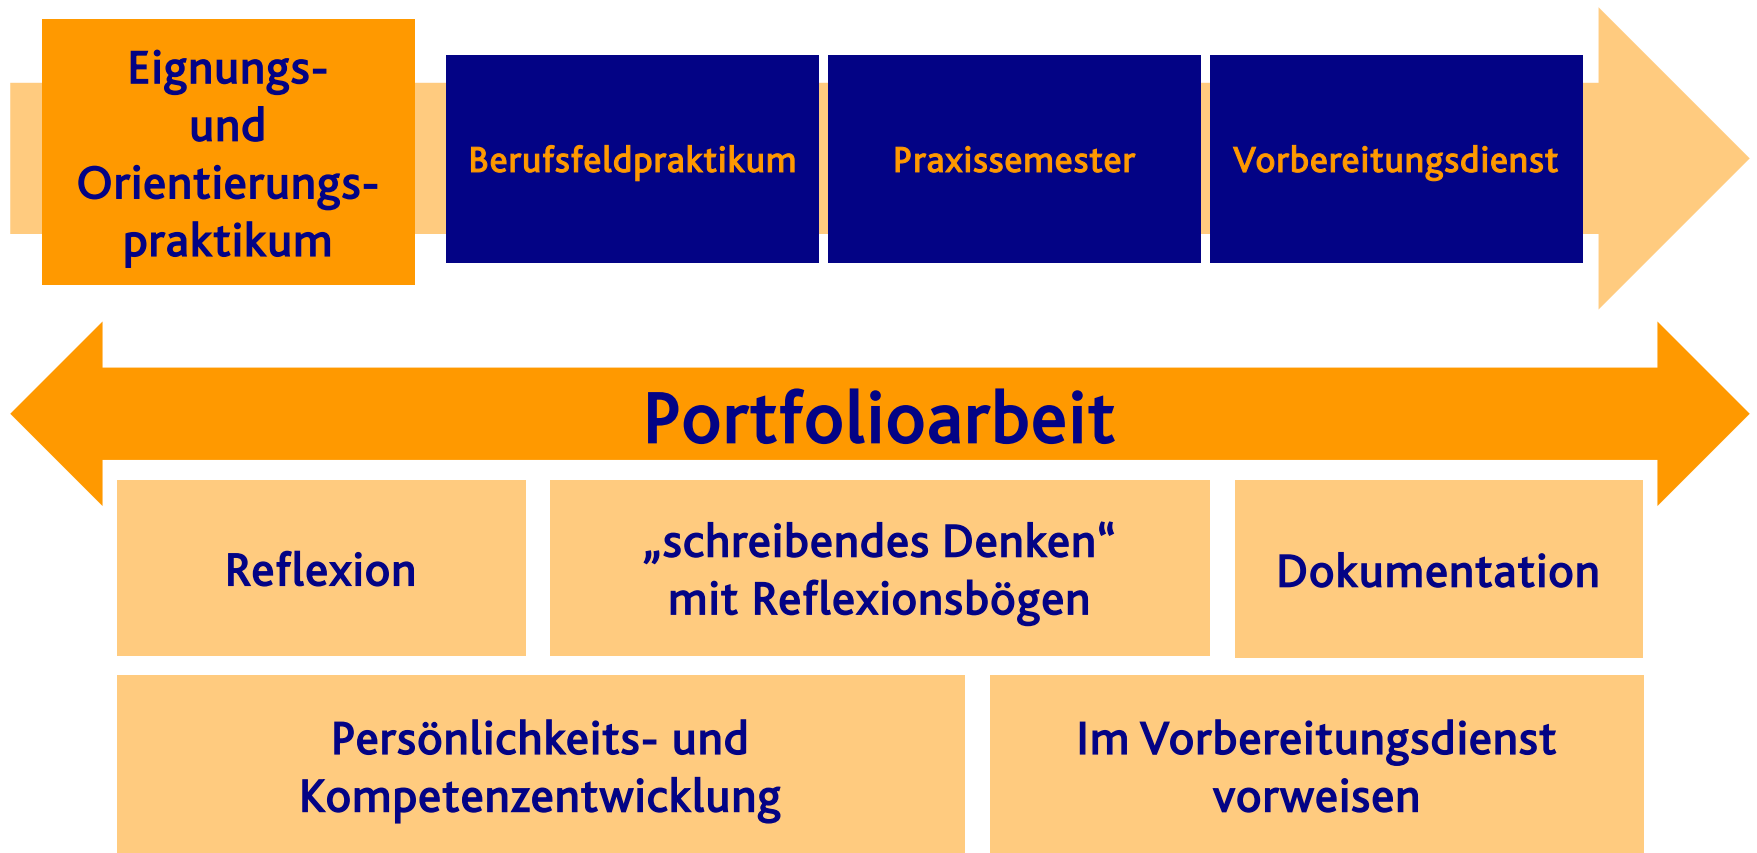 Eignungs-
und
Orientierungs-
praktikum
Berufsfeldpraktikum
Praxissemester
Vorbereitungsdienst
Portfolioarbeit
Reflexion
„schreibendes Denken“
mit Reflexionsbögen
Dokumentation
Persönlichkeits- und
Kompetenzentwicklung
Im Vorbereitungsdienst
vorweisen